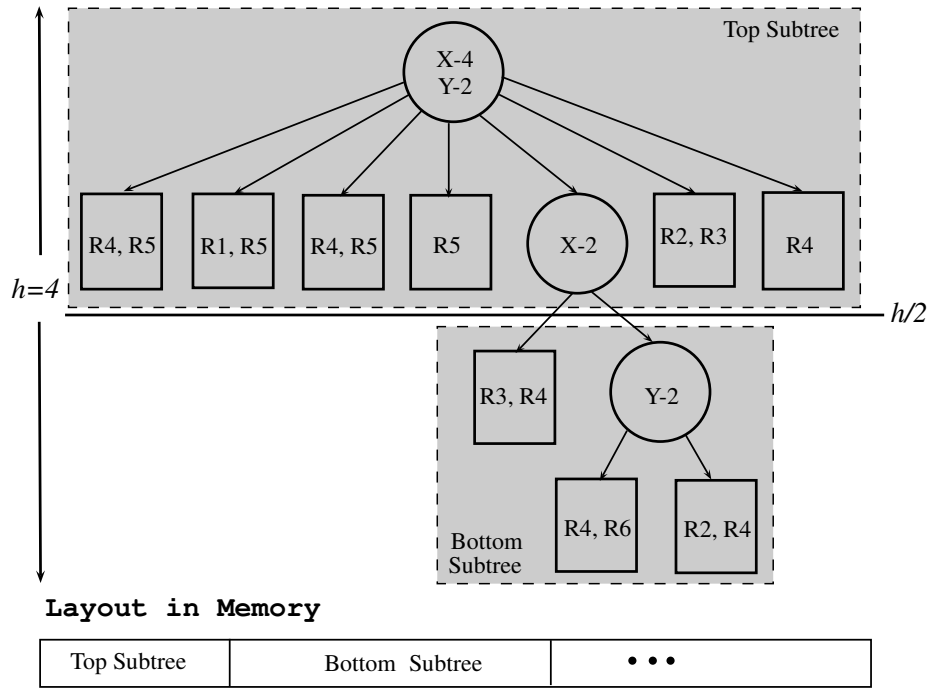 Top Subtree
X-4
Y-2
R4, R5
R1, R5
R4, R5
R5
X-2
R2, R3
R4
h=4
h/2
R3, R4
Y-2
R4, R6
R2, R4
Bottom
Subtree
Layout in Memory
Top Subtree
Bottom Subtree
•••